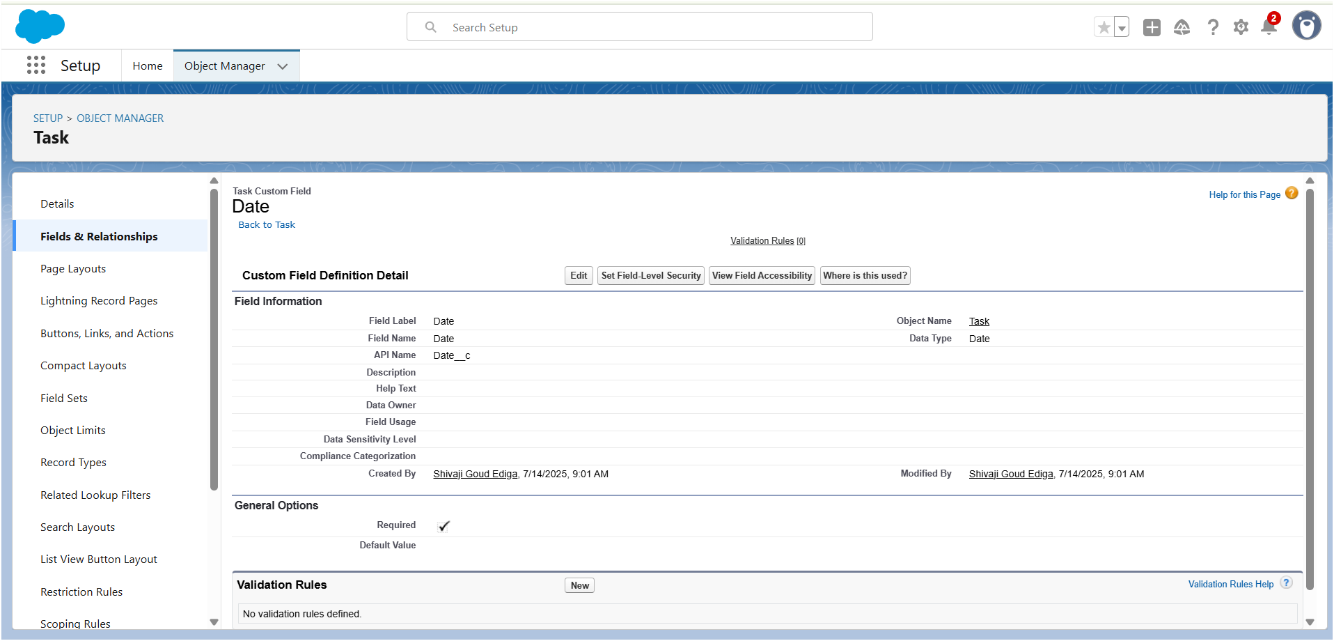 Search Setup
2
Setup
Home
Object Manager
SETUP > OBJECT MANAGER
Task
Details
Fields & Relationships
Page Layouts
Lightning Record Pages
Buttons, Links, and Actions
Compact Layouts
Field Sets
Object Limits
Record Types
Related Lookup Filters
Search Layouts
List View Button Layout
Restriction Rules
Scoping Rules
Task Custom Field
Date
Back to Task
Help for this Page ?
Validation Rules [0]
Custom Field Definition Detail
Edit
Set Field-Level Security
View Field Accessibility
Where is this used?
Field Information
Field Label Date Object Name Task
Field Name Date Data Type Date
API Name Date__c
Description
Help Text
Data Owner
Field Usage
Data Sensitivity Level
Compliance Categorization
Created By Shivaji Goud Ediga, 7/14/2025, 9:01 AM Modified By Shivaji Goud Ediga, 7/14/2025, 9:01 AM
General Options
Required ✓
Default Value
Validation Rules New Validation Rules Help ?
No validation rules defined.